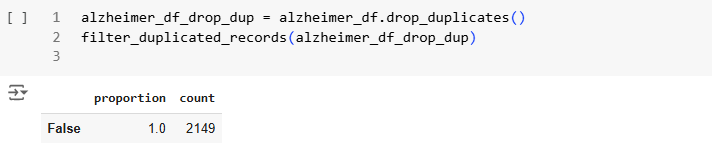 [ ] 1 alzheimer_df_drop_dup = alzheimer_df.drop_duplicates()
2 filter_duplicated_records(alzheimer_df_drop_dup)
3
proportion count
False 1.0 2149